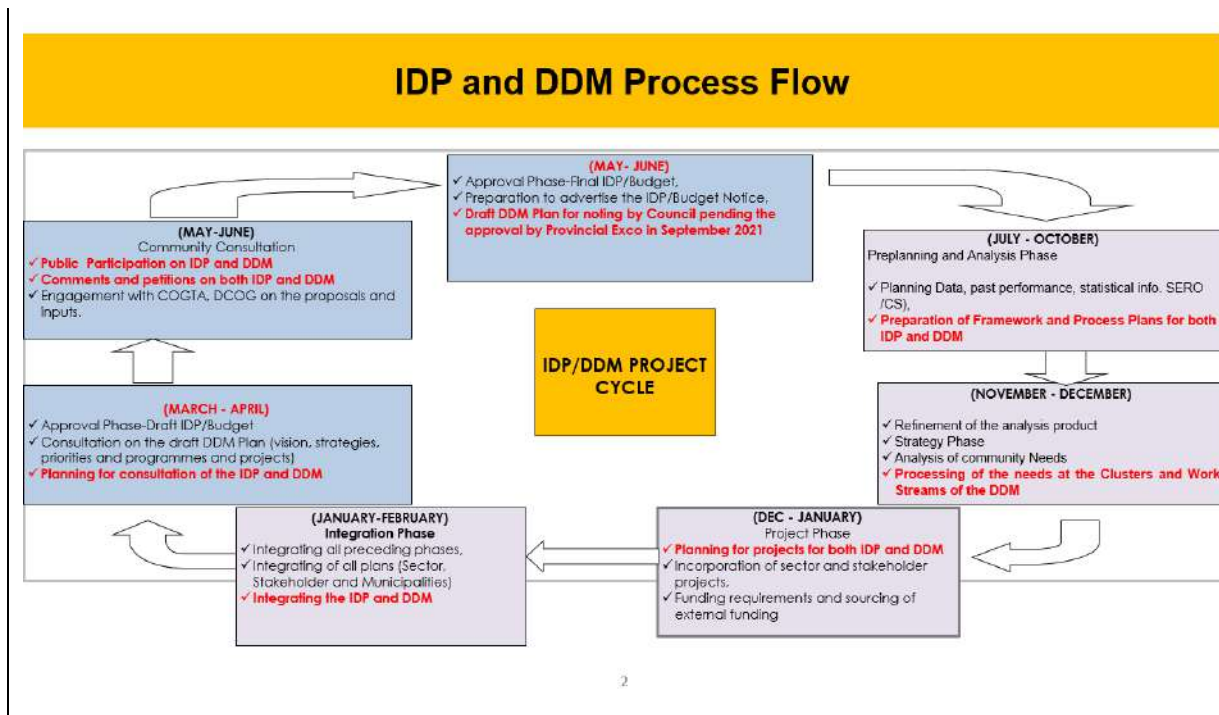 IDP and DDM Process Flow
(MAY- JUNE)
✓ Approval Phase-Final IDP/Budget,
✓ Preparation to advertise the IDP/Budget Notice,
✓ Draft DDM Plan for noting by Council pending the
approval by Provincial Exco in September 2021
(MAY-JUNE)
Community Consultation
✓ Public Participation on IDP and DDM
✓ Comments and petitions on both IDP and DDM
✓ Engagement with COGTA, DCOG on the proposals and
inputs.
(JULY - OCTOBER)
Preplanning and Analysis Phase
✓ Planning Data, past performance, statistical info. SERO
/CS),
✓ Preparation of Framework and Process Plans for both
IDP and DDM
IDP/DDM PROJECT
CYCLE
(MARCH - APRIL)
✓ Approval Phase-Draft IDP/Budget
✓ Consultation on the draft DDM Plan (vision, strategies,
priorities and programmes and projects)
✓ Planning for consultation of the IDP and DDM
(NOVEMBER - DECEMBER)
✓ Refinement of the analysis product
✓ Strategy Phase
✓ Analysis of community Needs
✓ Processing of the needs at the Clusters and Work
Streams of the DDM
(JANUARY-FEBRUARY)
Integration Phase
✓ Integrating all preceding phases,
✓ Integrating of all plans (Sector,
Stakeholder and Municipalities)
✓ Integrating the IDP and DDM
(DEC - JANUARY)
Project Phase
✓ Planning for projects for both IDP and DDM
✓ Incorporation of sector and stakeholder
projects,
✓ Funding requirements and sourcing of
external funding
2